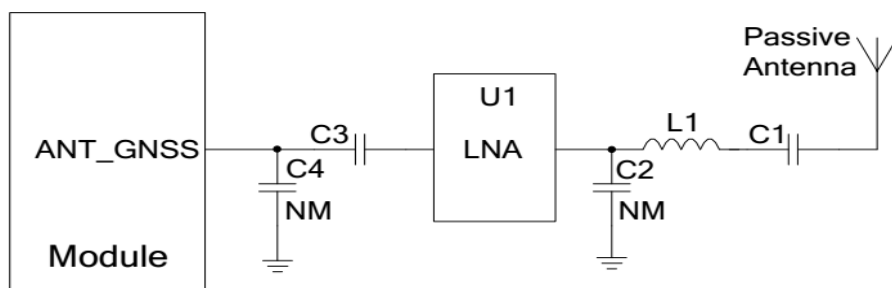 Passive
Antenna
U1
L1
C1
C3
ANT_GNSS
LNA
C4
C2
NM
NM
Module